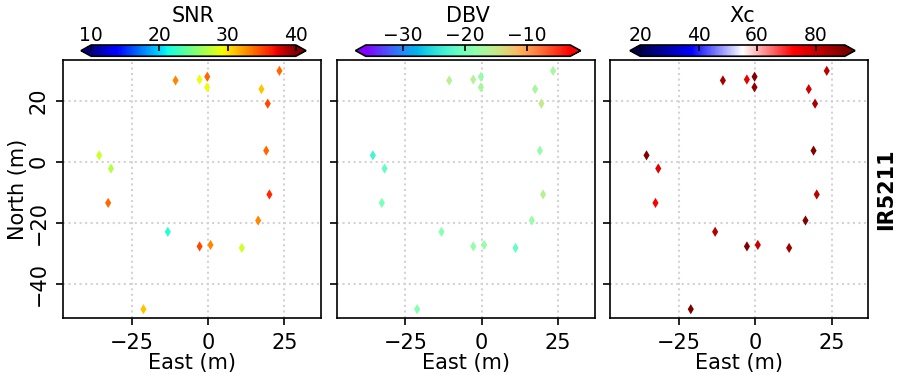 SNR DBV Xc
10 20 30 40 −30 −20 −10 20 40 60 80
20
0
−20
−40
North (m)
IR5211
−25 0 25 −25 0 25 −25 0 25
East (m) East (m) East (m)